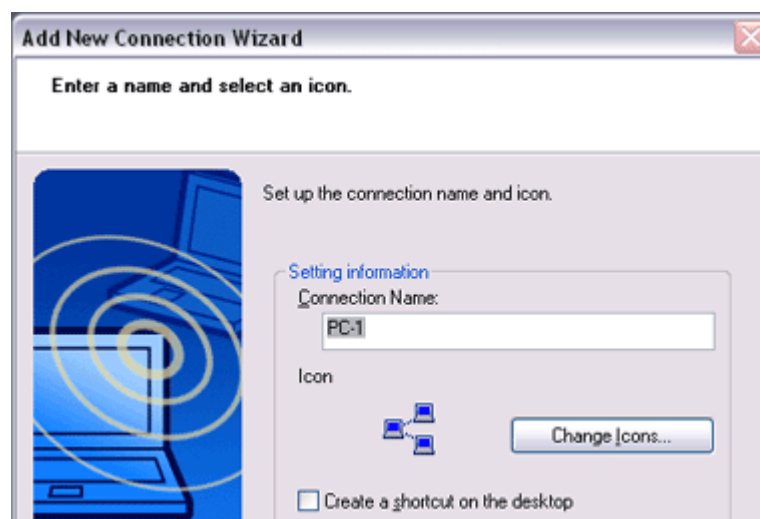 Add New Connection Wizard
Enter a name and select an icon.
Set up the connection name and icon.
Setting information
Connection Name:
PC-1
Icon
Change Icons...
Create a shortcut on the desktop